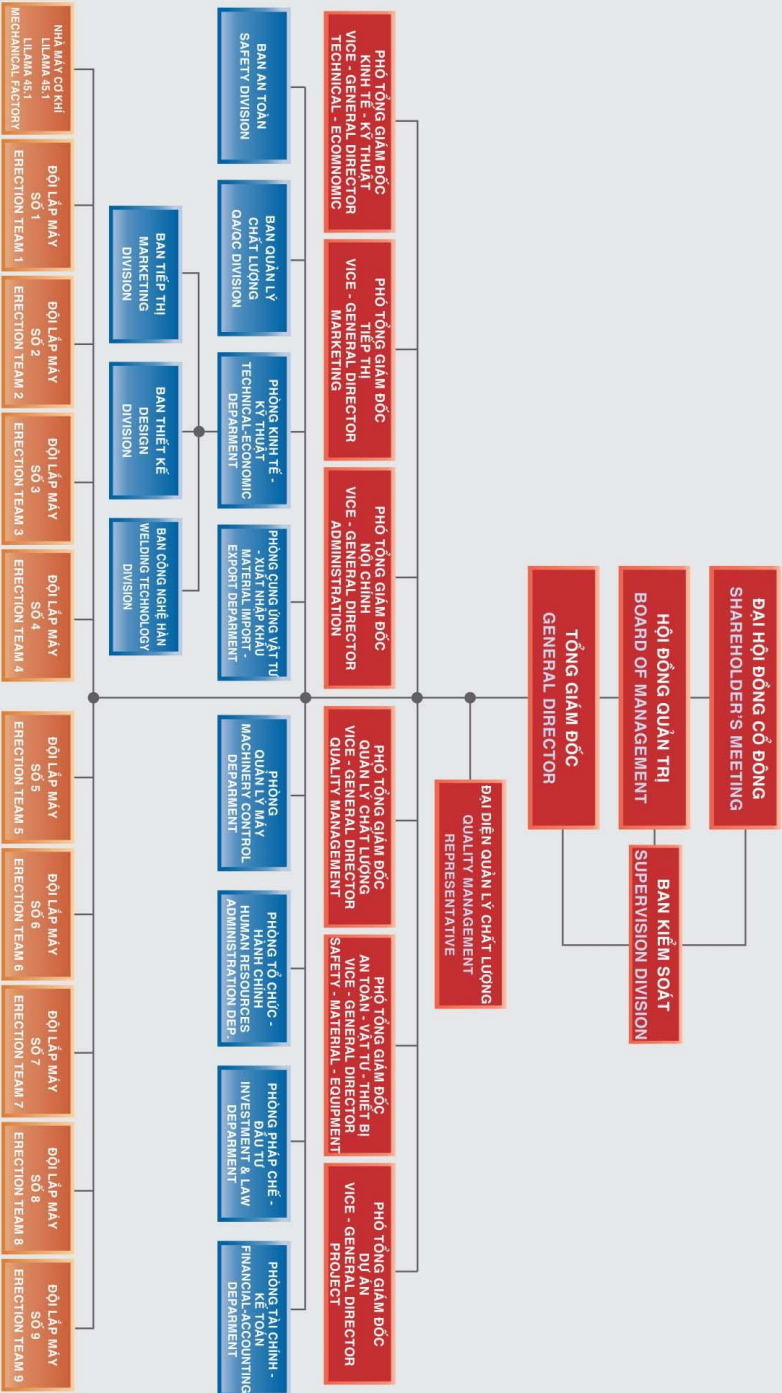 ĐẠI HỘI ĐỒNG CỔ ĐÔNG
SHAREHOLDER'S MEETING
HỘI ĐỒNG QUẢN TRỊ
BOARD OF MANAGEMENT
BAN KIỂM SOÁT
SUPERVISION DIVISION
TỔNG GIÁM ĐỐC
GENERAL DIRECTOR
ĐẠI DIỆN QUẢN LÝ CHẤT LƯỢNG
QUALITY MANAGEMENT
REPRESENTATIVE
PHÓ TỔNG GIÁM ĐỐC
KINH TẾ - KỸ THUẬT
VICE - GENERAL DIRECTOR
TECHNICAL - ECOMNOMIC
PHÓ TỔNG GIÁM ĐỐC
TIẾP THỊ
VICE - GENERAL DIRECTOR
MARKETING
PHÓ TỔNG GIÁM ĐỐC
NỘI CHÍNH
VICE - GENERAL DIRECTOR
ADMINISTRATION
PHÓ TỔNG GIÁM ĐỐC
QUẢN LÝ CHẤT LƯỢNG
VICE - GENERAL DIRECTOR
QUALITY MANAGEMENT
PHÓ TỔNG GIÁM ĐỐC
AN TOÀN - VẬT TƯ - THIẾT BỊ
VICE - GENERAL DIRECTOR
SAFETY - MATERIAL - EQUIPMENT
PHÓ TỔNG GIÁM ĐỐC
DỰ ÁN
VICE - GENERAL DIRECTOR
PROJECT
BAN AN TOÀN
SAFETY DIVISION
BAN QUẢN LÝ
CHẤT LƯỢNG
QA/QC DIVISION
PHÒNG KINH TẾ -
KỸ THUẬT
TECHNICAL-ECONOMIC
DEPARMENT
PHÒNG CUNG ỨNG VẬT TƯ
- XUẤT NHẬP KHẨU
MATERIAL IMPORT -
EXPORT DEPARMENT
PHÒNG
QUẢN LÝ MÁY
MACHINERY CONTROL
DEPARMENT
PHÒNG TỔ CHỨC -
HÀNH CHÍNH
HUMAN RESOURCES
ADMINISTRATION DEP.
PHÒNG PHÁP CHẾ -
ĐẦU TƯ
INVESTMENT & LAW
DEPARMENT
PHÒNG TÀI CHÍNH -
KẾ TOÁN
FINANCIAL-ACCOUNTING
DEPARMENT
BAN TIẾP THỊ
MARKETING
DIVISION
BAN THIẾT KẾ
DESIGN
DIVISION
BAN CÔNG NGHỆ HÀN
WELDING TECHNOLOGY
DIVISION
NHÀ MÁY CƠ KHÍ
LILAMA 45.1
LILAMA 45.1
MECHANICAL FACTORY
ĐỘI LẮP MÁY
SỐ 1
ERECTION TEAM 1
ĐỘI LẮP MÁY
SỐ 2
ERECTION TEAM 2
ĐỘI LẮP MÁY
SỐ 3
ERECTION TEAM 3
ĐỘI LẮP MÁY
SỐ 4
ERECTION TEAM 4
ĐỘI LẮP MÁY
SỐ 5
ERECTION TEAM 5
ĐỘI LẮP MÁY
SỐ 6
ERECTION TEAM 6
ĐỘI LẮP MÁY
SỐ 7
ERECTION TEAM 7
ĐỘI LẮP MÁY
SỐ 8
ERECTION TEAM 8
ĐỘI LẮP MÁY
SỐ 9
ERECTION TEAM 9